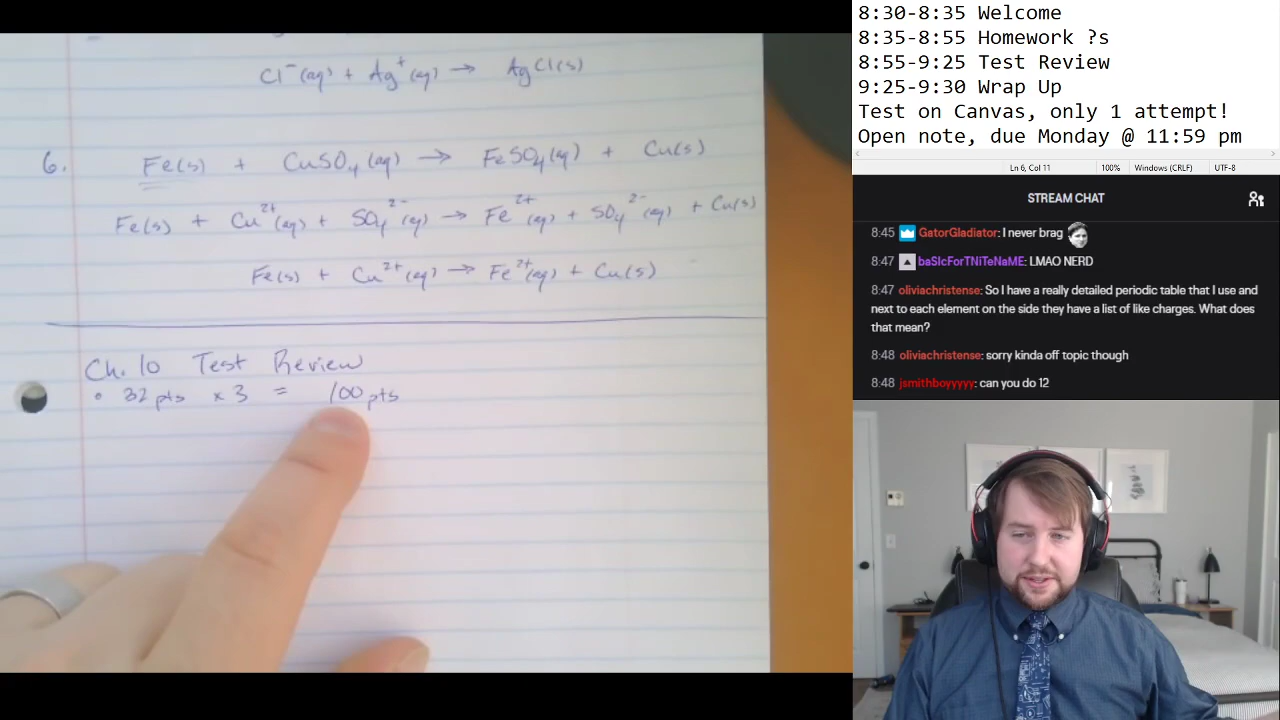 Cl⁻(aq) + Ag⁺(aq) → AgCl(s)
6. Fe(s) + CuSO₄(aq) → FeSO₄(aq) + Cu(s)
Fe(s) + Cu²⁺(aq) + SO₄²⁻(aq) → Fe²⁺(aq) + SO₄²⁻(aq) + Cu(s)
Fe(s) + Cu²⁺(aq) → Fe²⁺(aq) + Cu(s)
Ch. 10 Test Review
• 32 pts x 3 = 100 pts
8:30-8:35 Welcome
8:35-8:55 Homework ?s
8:55-9:25 Test Review
9:25-9:30 Wrap Up
Test on Canvas, only 1 attempt!
Open note, due Monday @ 11:59 pm
Ln 6, Col 11 100% Windows (CRLF) UTF-8
STREAM CHAT
8:45 GatorGladiator: I never brag
8:47 baSIcForTNiTeNaME: LMAO NERD
8:47 oliviachristense: So I have a really detailed periodic table that I use and
next to each element on the side they have a list of like charges. What does
that mean?
8:48 oliviachristense: sorry kinda off topic though
8:48 jsmithboyyyyy: can you do 12